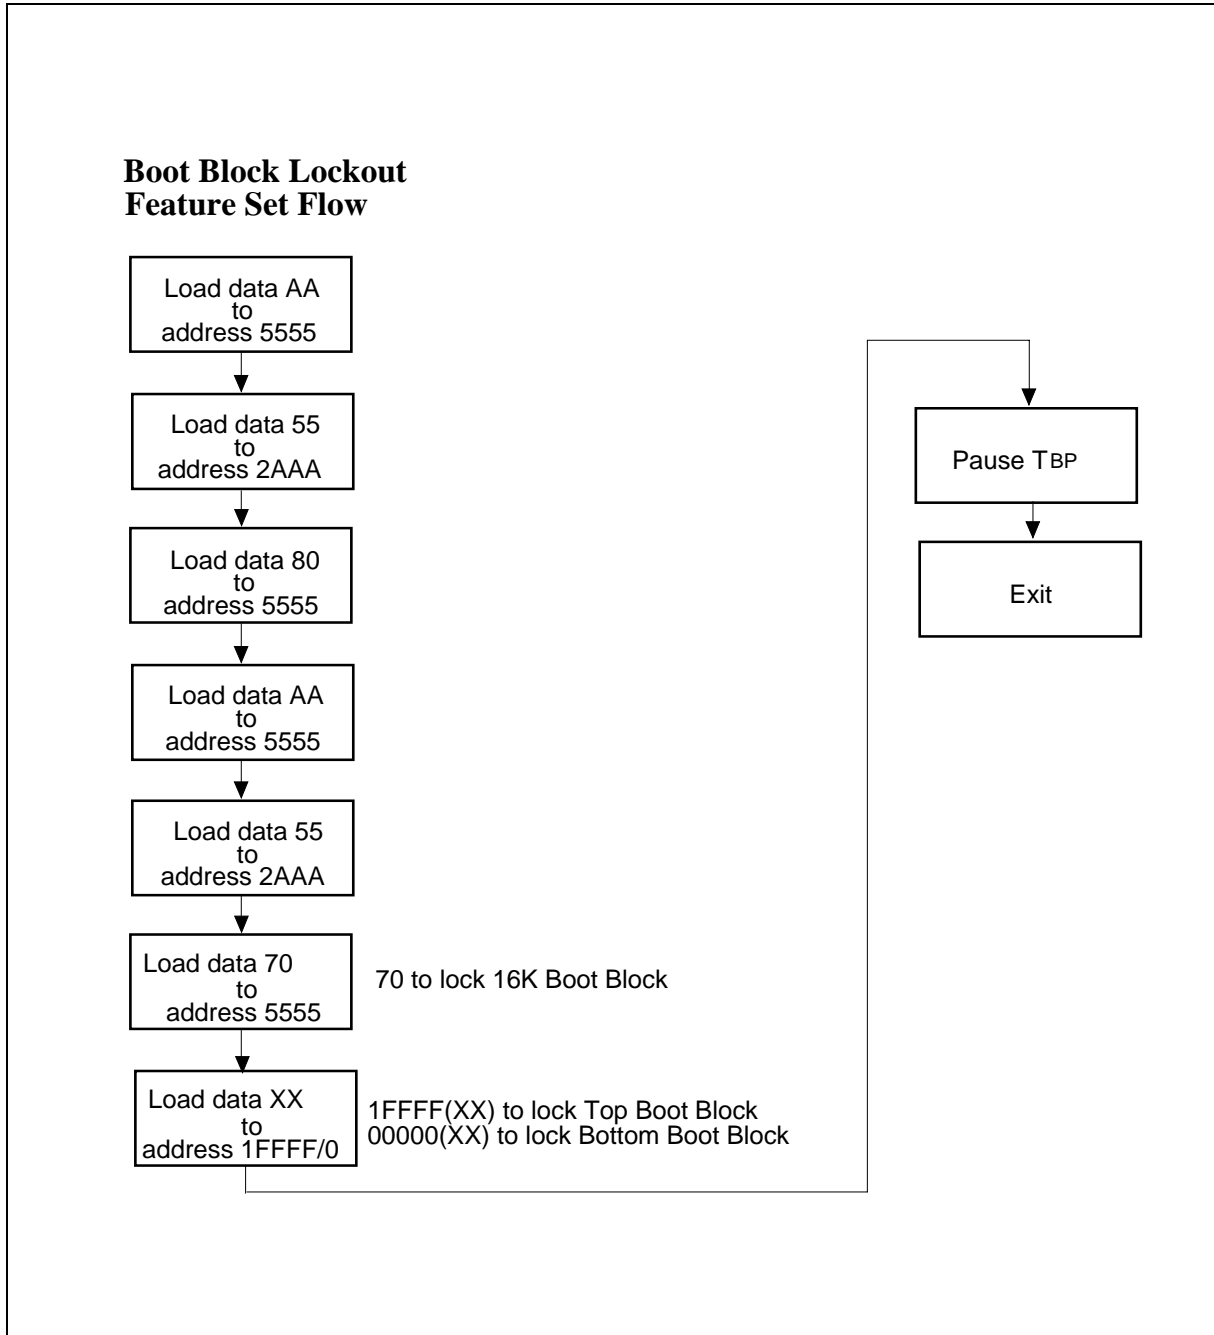 Boot Block Lockout
Feature Set Flow
Load data AA
to
address 5555
Load data 55
to
address 2AAA
Load data 80
to
address 5555
Load data AA
to
address 5555
Load data 55
to
address 2AAA
Load data 70
to
address 5555
70 to lock 16K Boot Block
Load data XX
to
address 1FFFF/0
1FFFF(XX) to lock Top Boot Block
00000(XX) to lock Bottom Boot Block
Pause TBP
Exit